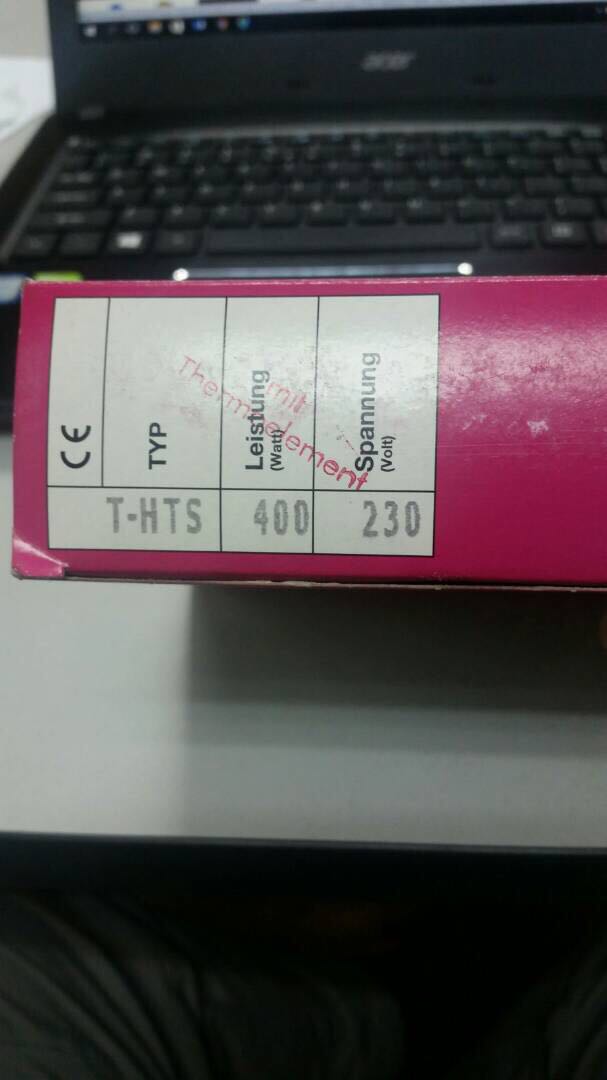 acer
CE
TYP
T-HTS
Leistung
(Watt)
400
Spannung
(Volt)
230
mit
Thermoelement